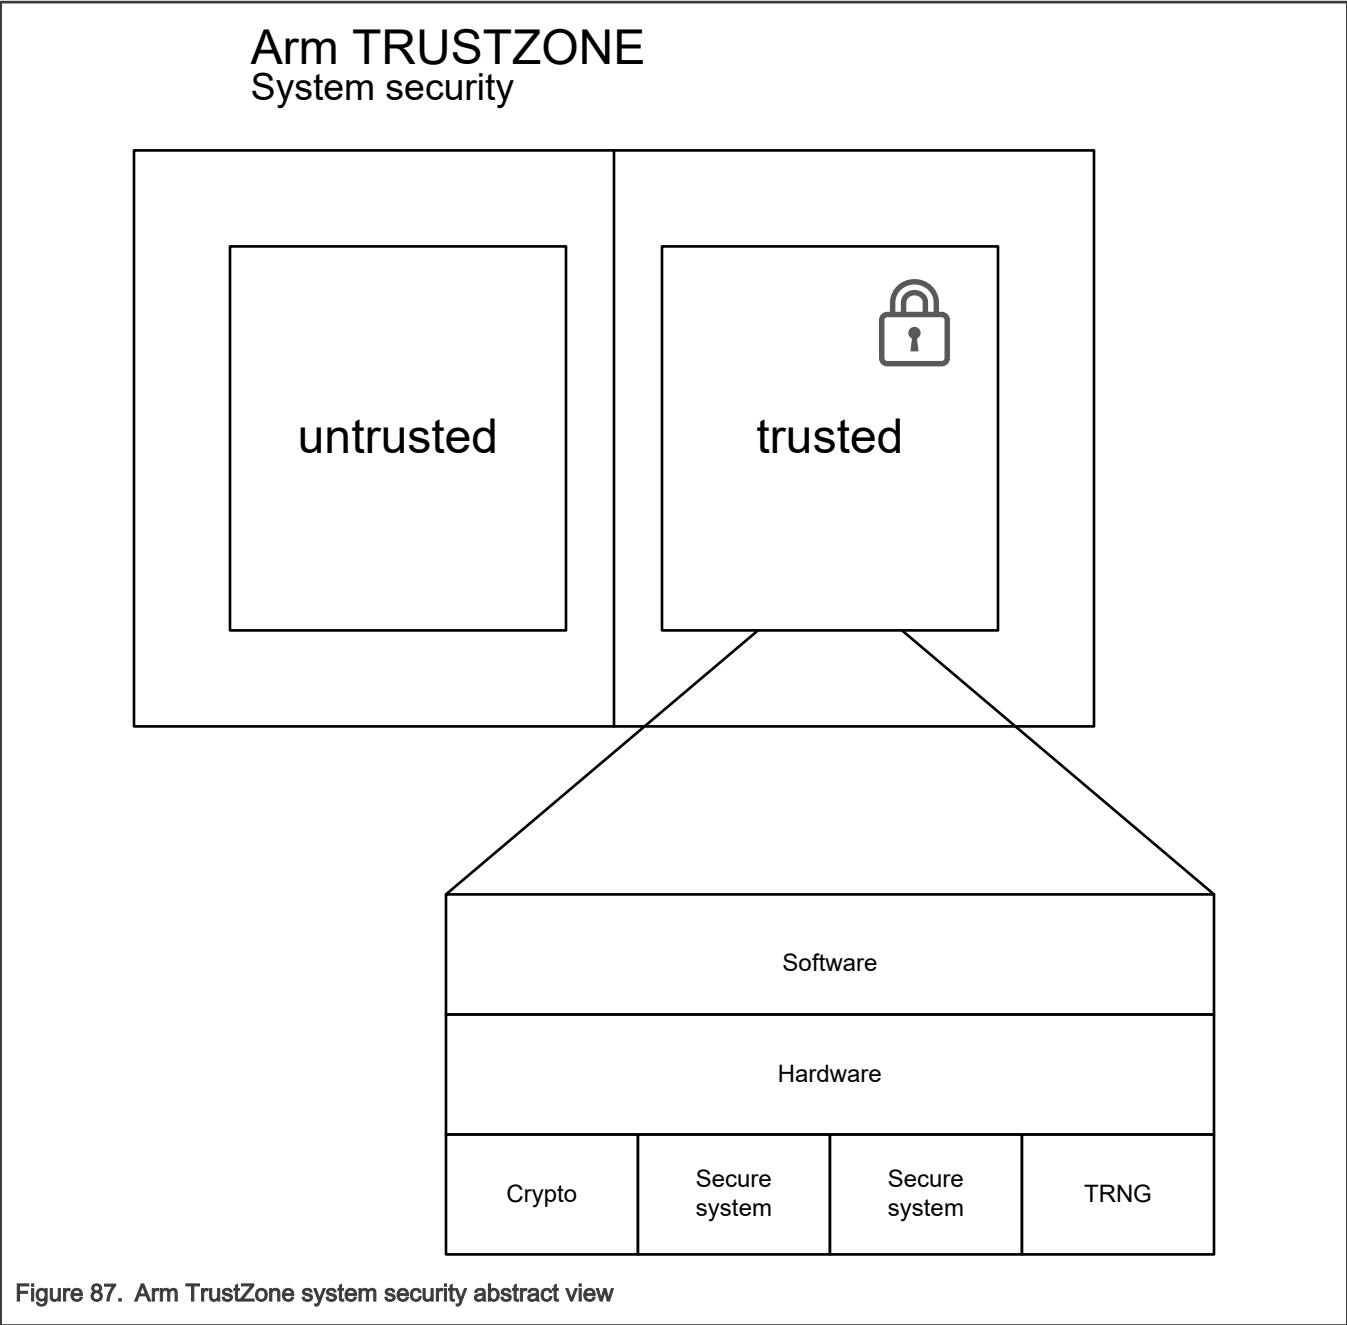 Arm TRUSTZONE
System security
untrusted
trusted
Software
Hardware
Crypto
Secure
system
Secure
system
TRNG
Figure 87. Arm TrustZone system security abstract view